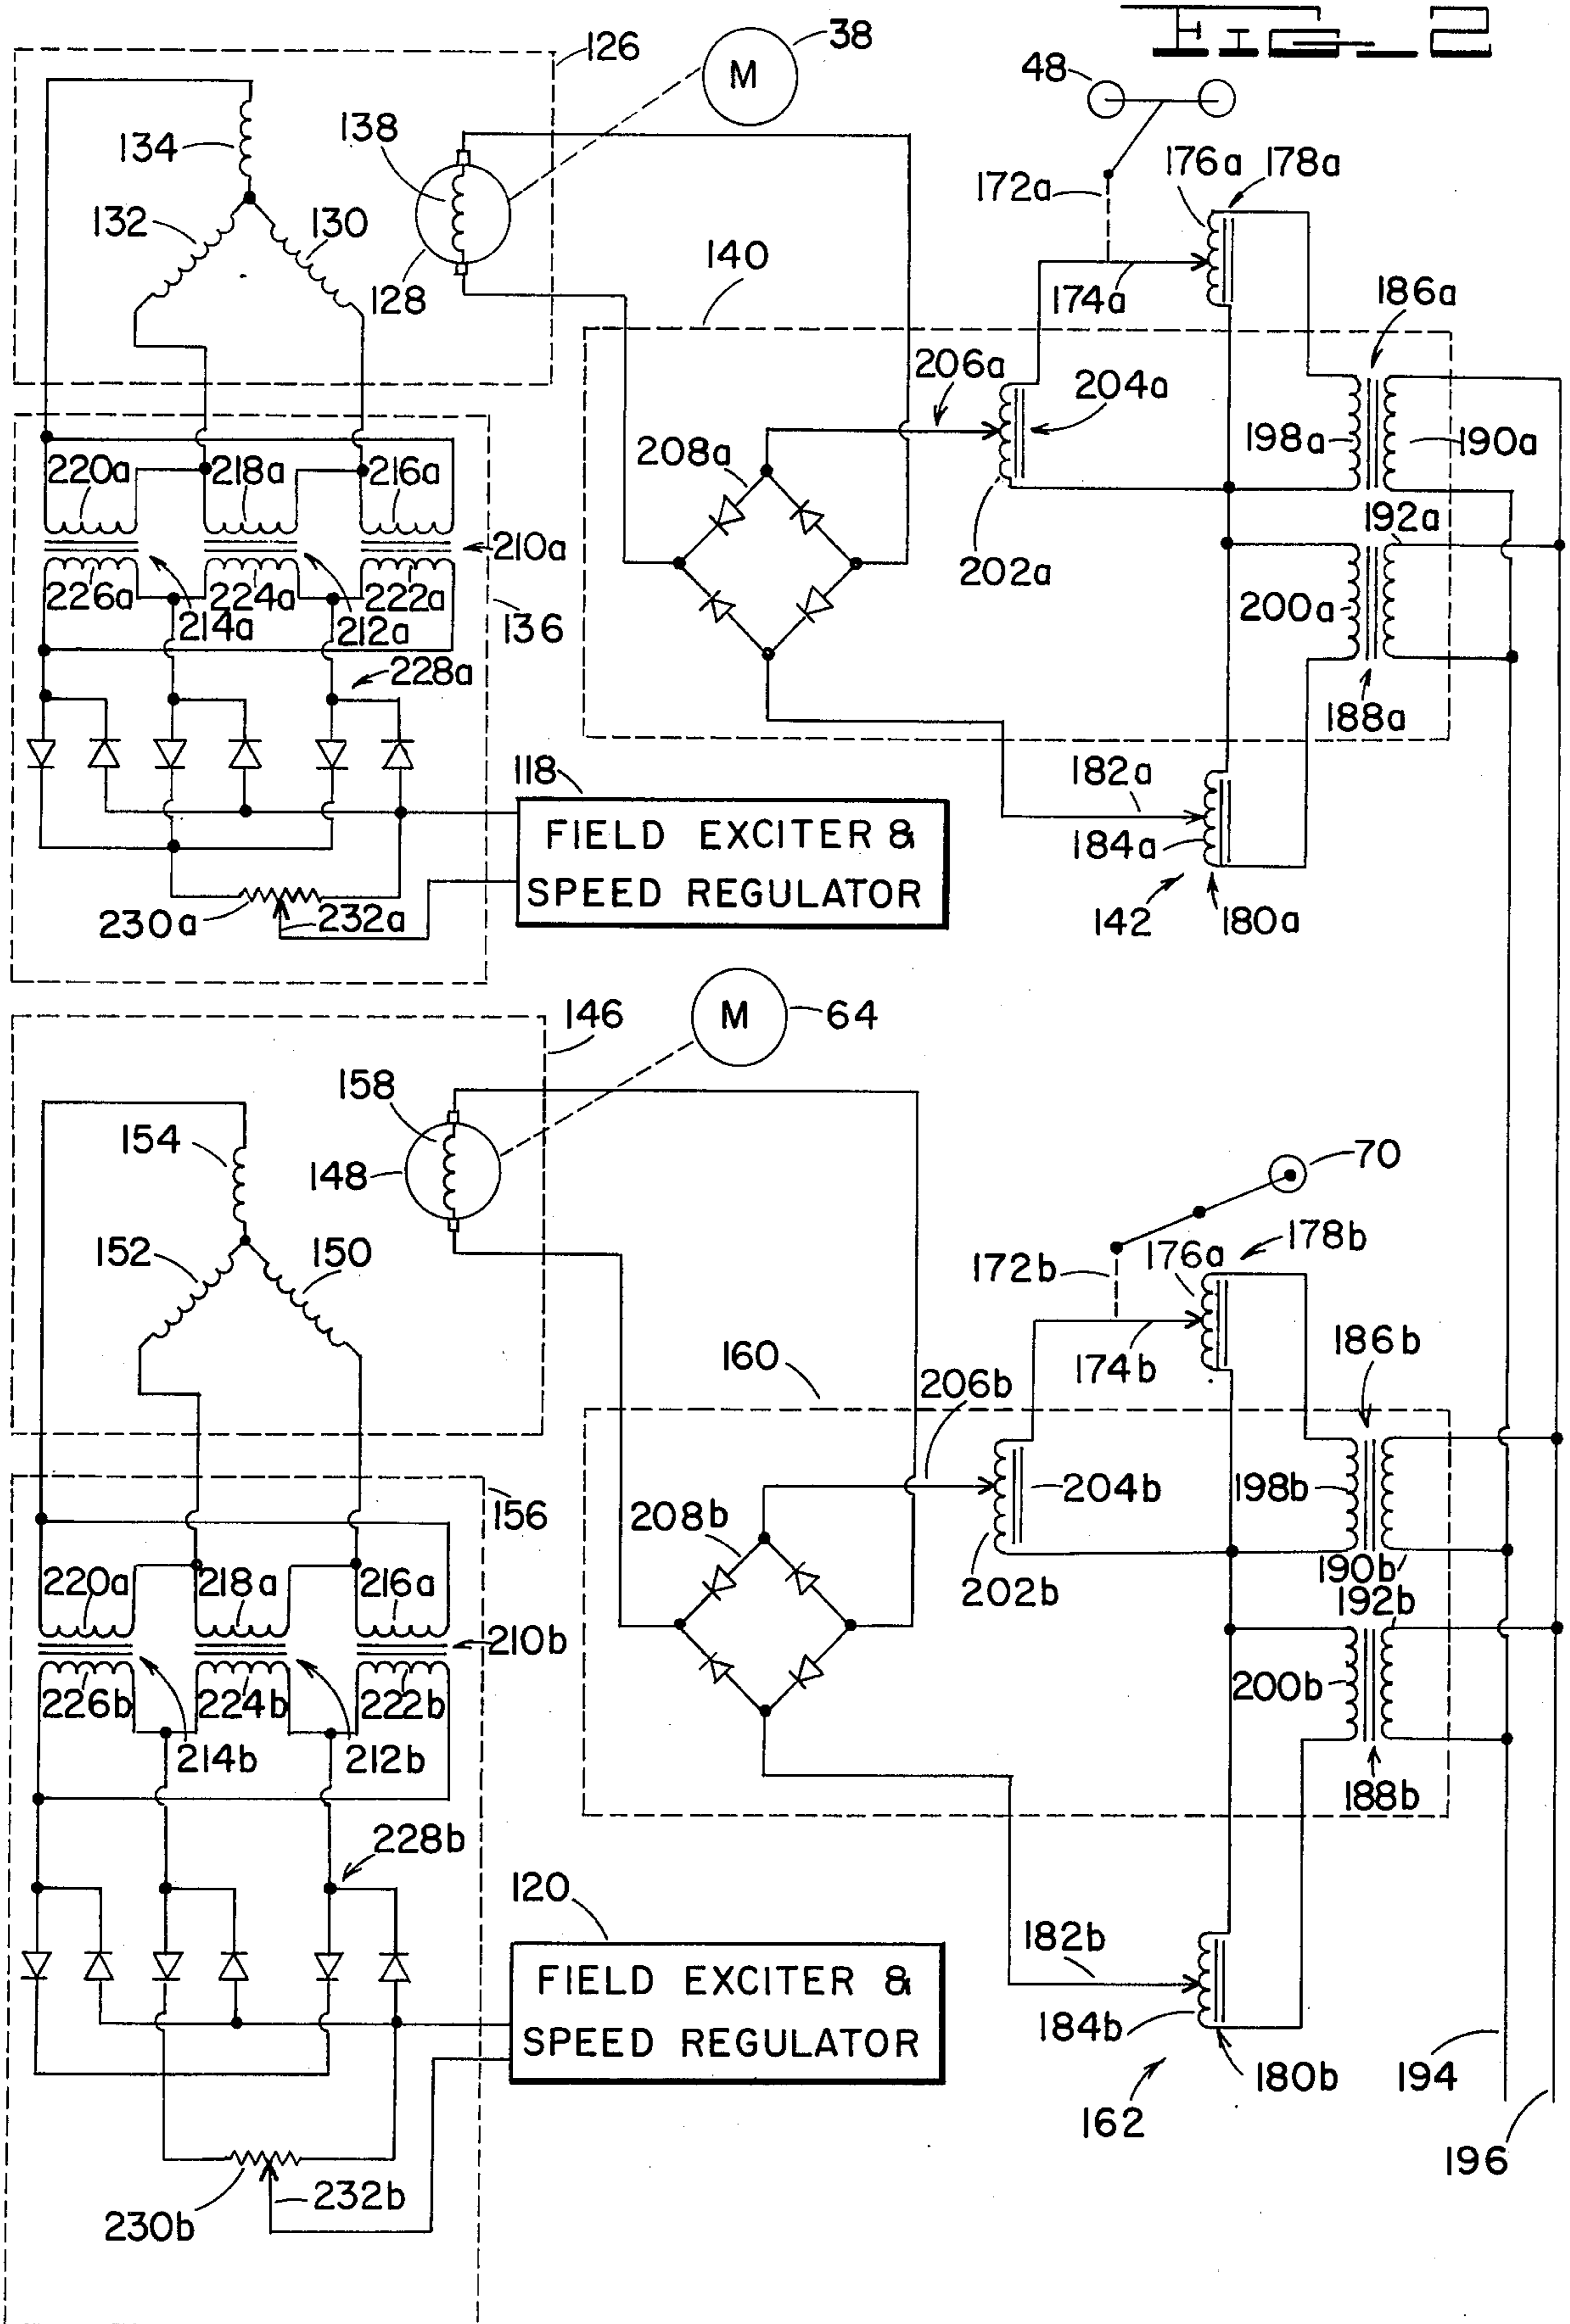 FIG_2
126
38
M
48
134
138
176a
178a
172a
132
130
128
140
174a
186a
206a
204a
208a
198a
190a
220a
218a
216a
210a
202a
192a
226a
224a
222a
136
200a
214a
212a
228a
188a
118
182a
FIELD EXCITER &
SPEED REGULATOR
184a
230a
232a
142
180a
146
M
64
158
154
148
70
152
150
172b
176a
178b
160
174b
186b
206b
156
208b
204b
198b
220a
218a
216a
202b
190b
192b
210b
226b
224b
222b
200b
214b
212b
188b
228b
120
182b
FIELD EXCITER &
SPEED REGULATOR
184b
180b
194
162
196
232b
230b